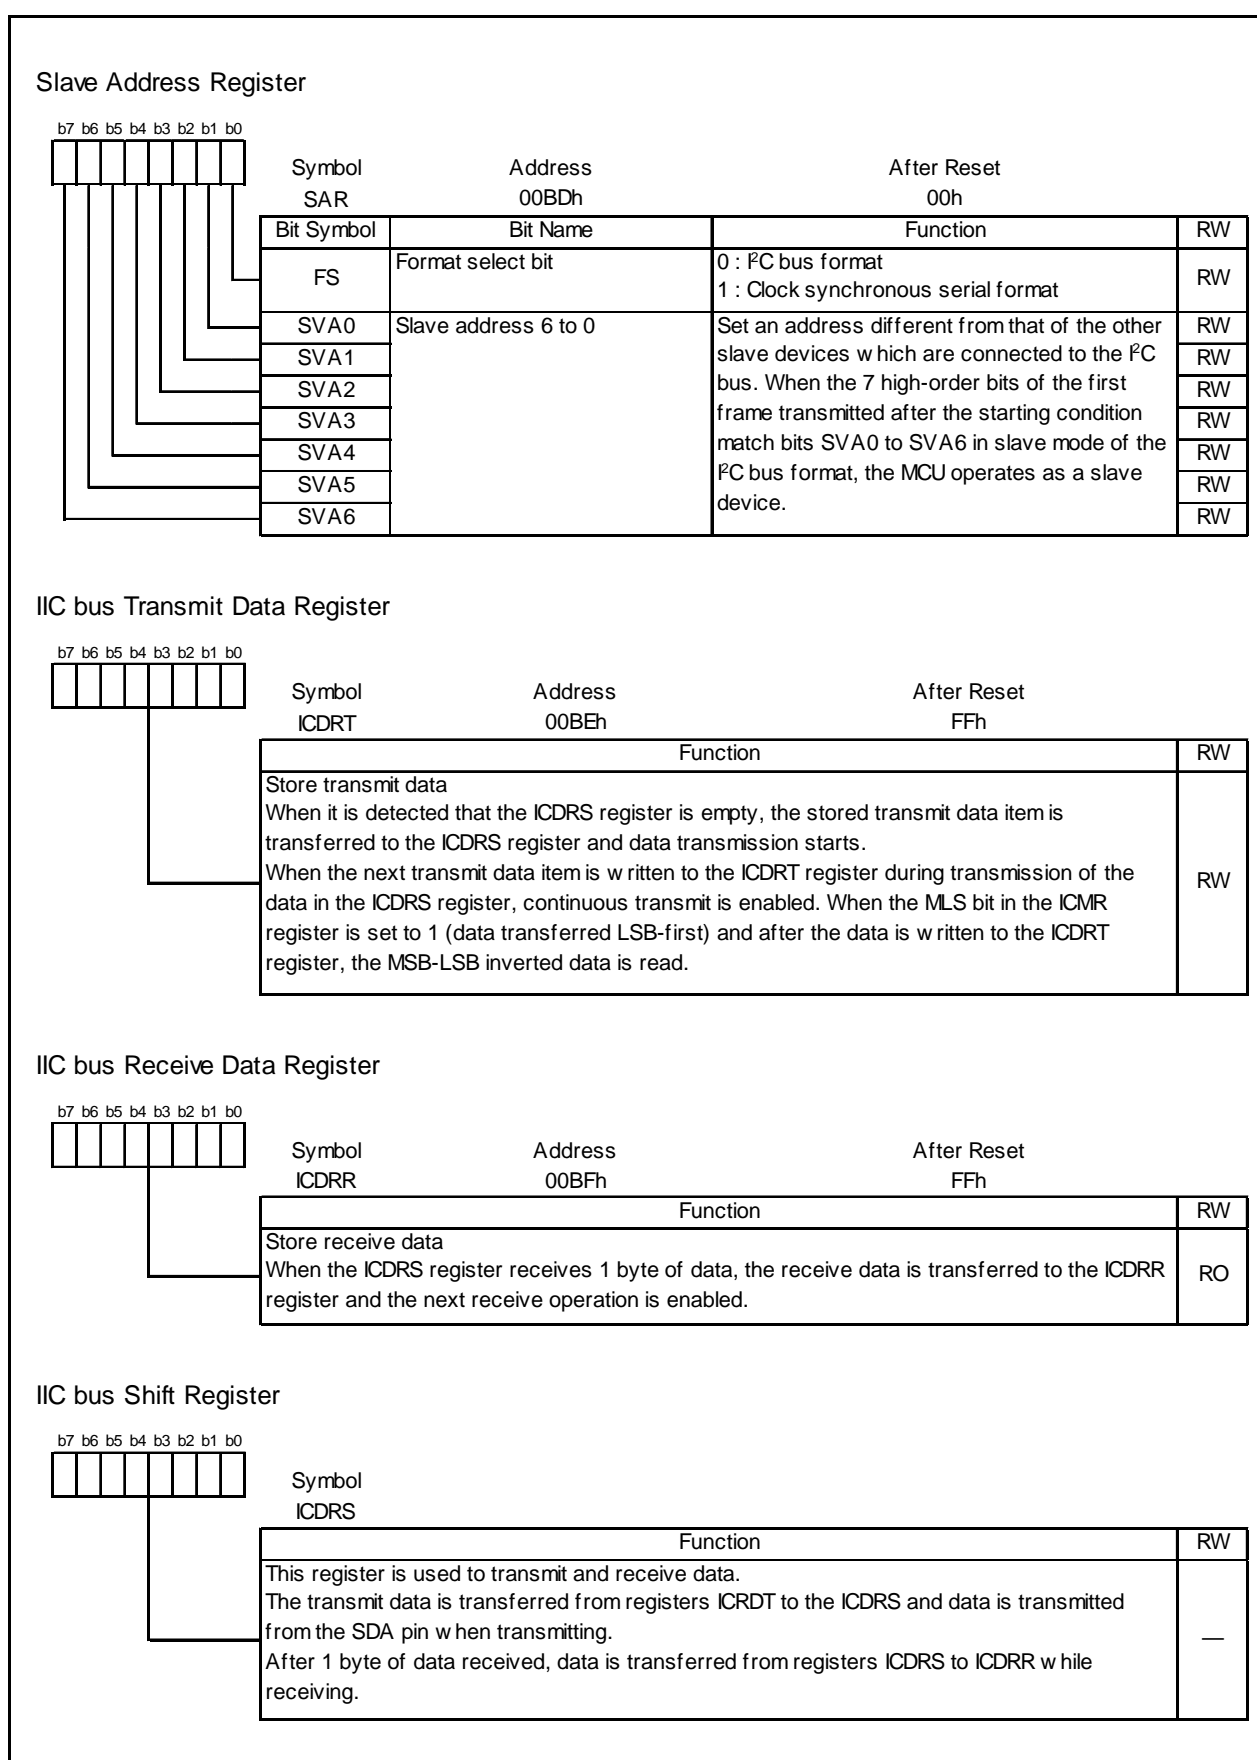 Slave Address Register
b7 b6 b5 b4 b3 b2 b1 b0
Symbol Address After Reset
SAR 00BDh 00h
Bit Symbol Bit Name Function RW
FS Format select bit 0 : I²C bus format
1 : Clock synchronous serial format RW
SVA0 Slave address 6 to 0 Set an address different from that of the other RW
SVA1 slave devices which are connected to the I²C RW
SVA2 bus. When the 7 high-order bits of the first RW
SVA3 frame transmitted after the starting condition RW
SVA4 match bits SVA0 to SVA6 in slave mode of the RW
SVA5 I²C bus format, the MCU operates as a slave RW
SVA6 device. RW
IIC bus Transmit Data Register
b7 b6 b5 b4 b3 b2 b1 b0
Symbol Address After Reset
ICDRT 00BEh FFh
Function RW
Store transmit data
When it is detected that the ICDRS register is empty, the stored transmit data item is
transferred to the ICDRS register and data transmission starts.
When the next transmit data item is written to the ICDRT register during transmission of the
data in the ICDRS register, continuous transmit is enabled. When the MLS bit in the ICMR
register is set to 1 (data transferred LSB-first) and after the data is written to the ICDRT
register, the MSB-LSB inverted data is read.
RW
IIC bus Receive Data Register
b7 b6 b5 b4 b3 b2 b1 b0
Symbol Address After Reset
ICDRR 00BFh FFh
Function RW
Store receive data
When the ICDRS register receives 1 byte of data, the receive data is transferred to the ICDRR
register and the next receive operation is enabled.
RO
IIC bus Shift Register
b7 b6 b5 b4 b3 b2 b1 b0
Symbol
ICDRS
Function RW
This register is used to transmit and receive data.
The transmit data is transferred from registers ICRDT to the ICDRS and data is transmitted
from the SDA pin when transmitting.
After 1 byte of data received, data is transferred from registers ICDRS to ICDRR while
receiving.
—